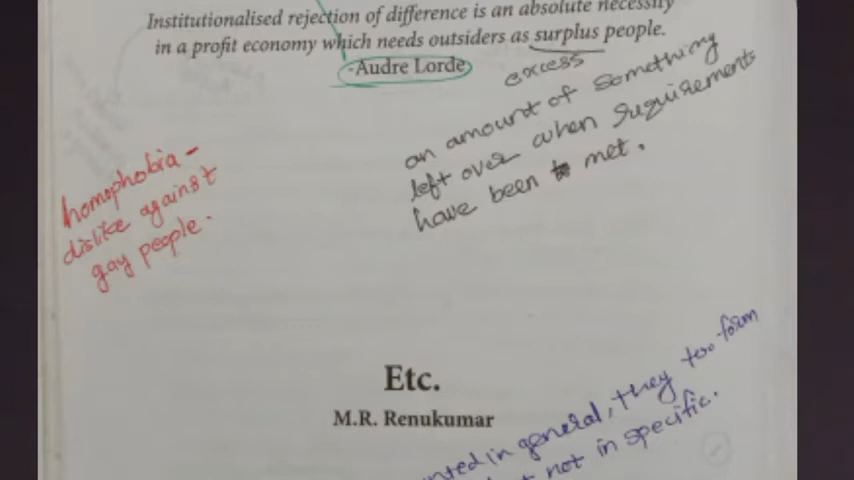 Institutionalised rejection of difference is an absolute necessity
in a profit economy which needs outsiders as surplus people.
-Audre Lorde
excess
an amount of something
left over when requirements
have been to met.
homophobia -
dislike against
gay people.
Etc.
M.R. Renukumar
in general, they too form
not in specific.